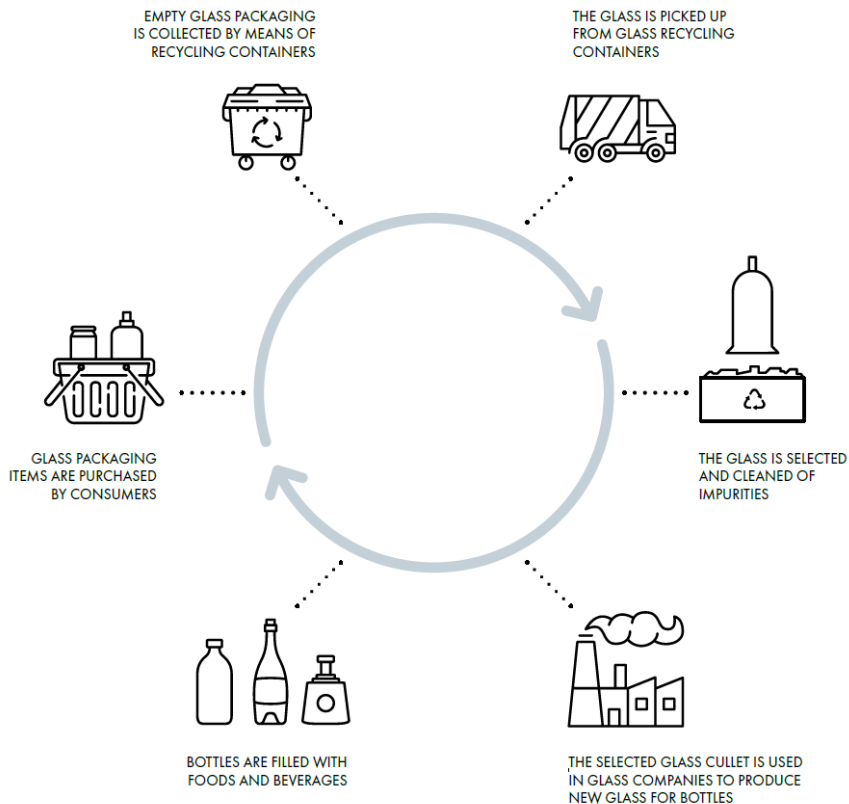 EMPTY GLASS PACKAGING
IS COLLECTED BY MEANS OF
RECYCLING CONTAINERS
THE GLASS IS PICKED UP
FROM GLASS RECYCLING
CONTAINERS
THE GLASS IS SELECTED
AND CLEANED OF
IMPURITIES
THE SELECTED GLASS CULLET IS USED
IN GLASS COMPANIES TO PRODUCE
NEW GLASS FOR BOTTLES
BOTTLES ARE FILLED WITH
FOODS AND BEVERAGES
GLASS PACKAGING
ITEMS ARE PURCHASED
BY CONSUMERS